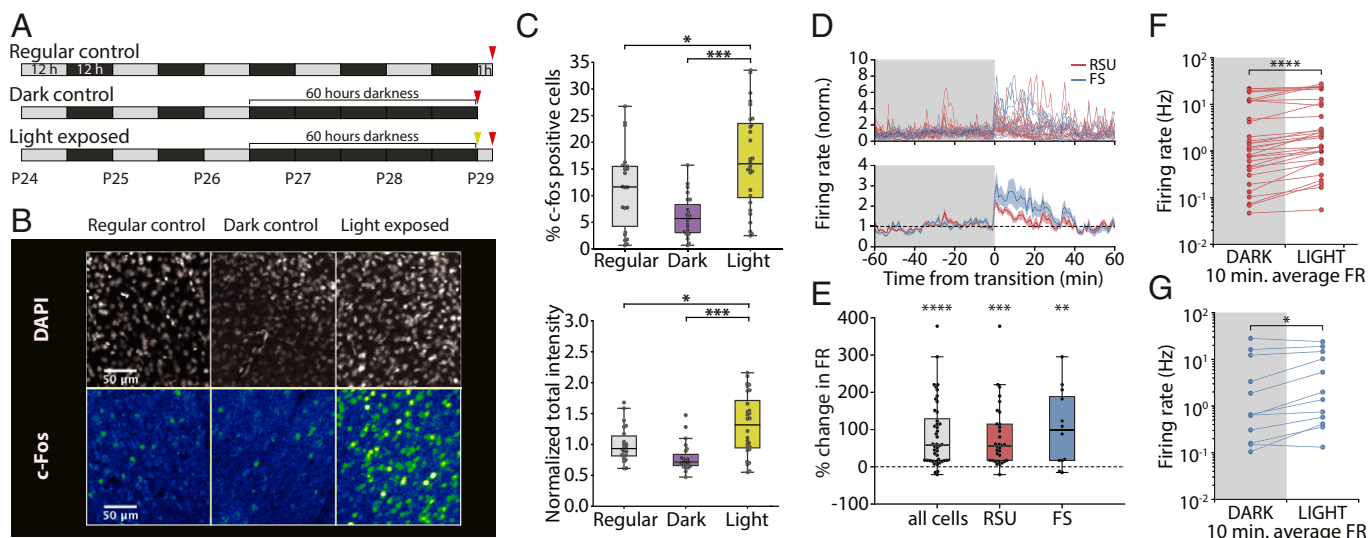 A
Regular control
12 h 12 h 1h
Dark control
60 hours darkness
Light exposed
60 hours darkness
P24 P25 P26 P27 P28 P29
B
Regular control Dark control Light exposed
DAPI
50 µm
c-Fos
50 µm
C
% c-fos positive cells
35
30
25
20
15
10
5
0
*
***
Regular Dark Light
Normalized total intensity
3.0
2.5
2.0
1.5
1.0
0.5
0.0
*
***
Regular Dark Light
D
Firing rate (norm.)
10
8
6
4
2
0
RSU
FS
4
3
2
1
0
-60 -40 -20 0 20 40 60
Time from transition (min)
E
% change in FR
400
300
200
100
0
-100
**** *** **
all cells RSU FS
F
Firing rate (Hz)
10²
10¹
10⁰
10⁻¹
10⁻²
****
DARK LIGHT
10 min. average FR
G
Firing rate (Hz)
10²
10¹
10⁰
10⁻¹
10⁻²
*
DARK LIGHT
10 min. average FR